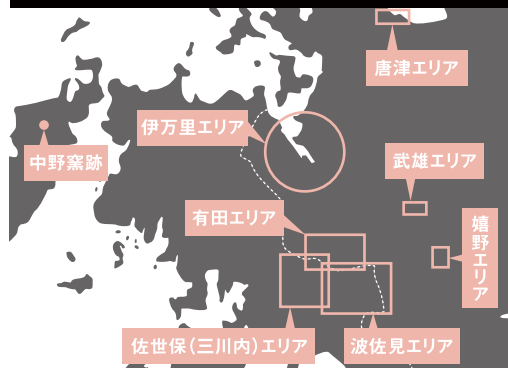 唐津エリア
伊万里エリア
中野窯跡
武雄エリア
有田エリア
嬉野エリア
佐世保(三川内)エリア
波佐見エリア